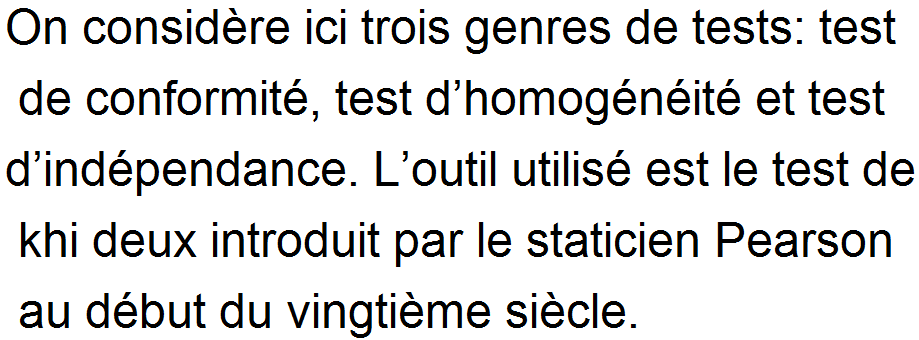 On considère ici trois genres de tests: test
de conformité, test d’homogénéité et test
d’indépendance. L’outil utilisé est le test de
khi deux introduit par le staticien Pearson
au début du vingtième siècle.